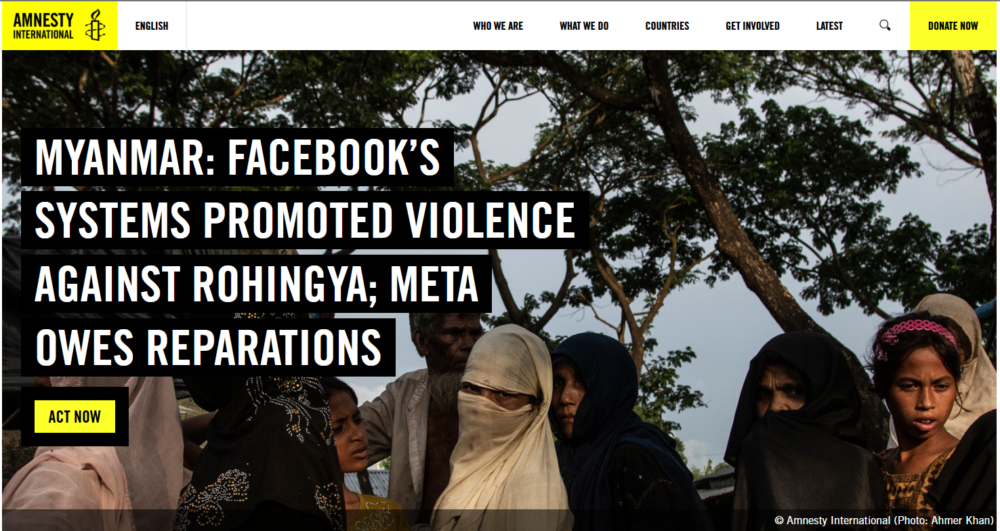 AMNESTY
INTERNATIONAL
ENGLISH
WHO WE ARE
WHAT WE DO
COUNTRIES
GET INVOLVED
LATEST
DONATE NOW
MYANMAR: FACEBOOK’S
SYSTEMS PROMOTED VIOLENCE
AGAINST ROHINGYA; META
OWES REPARATIONS
ACT NOW
© Amnesty International (Photo: Ahmer Khan)